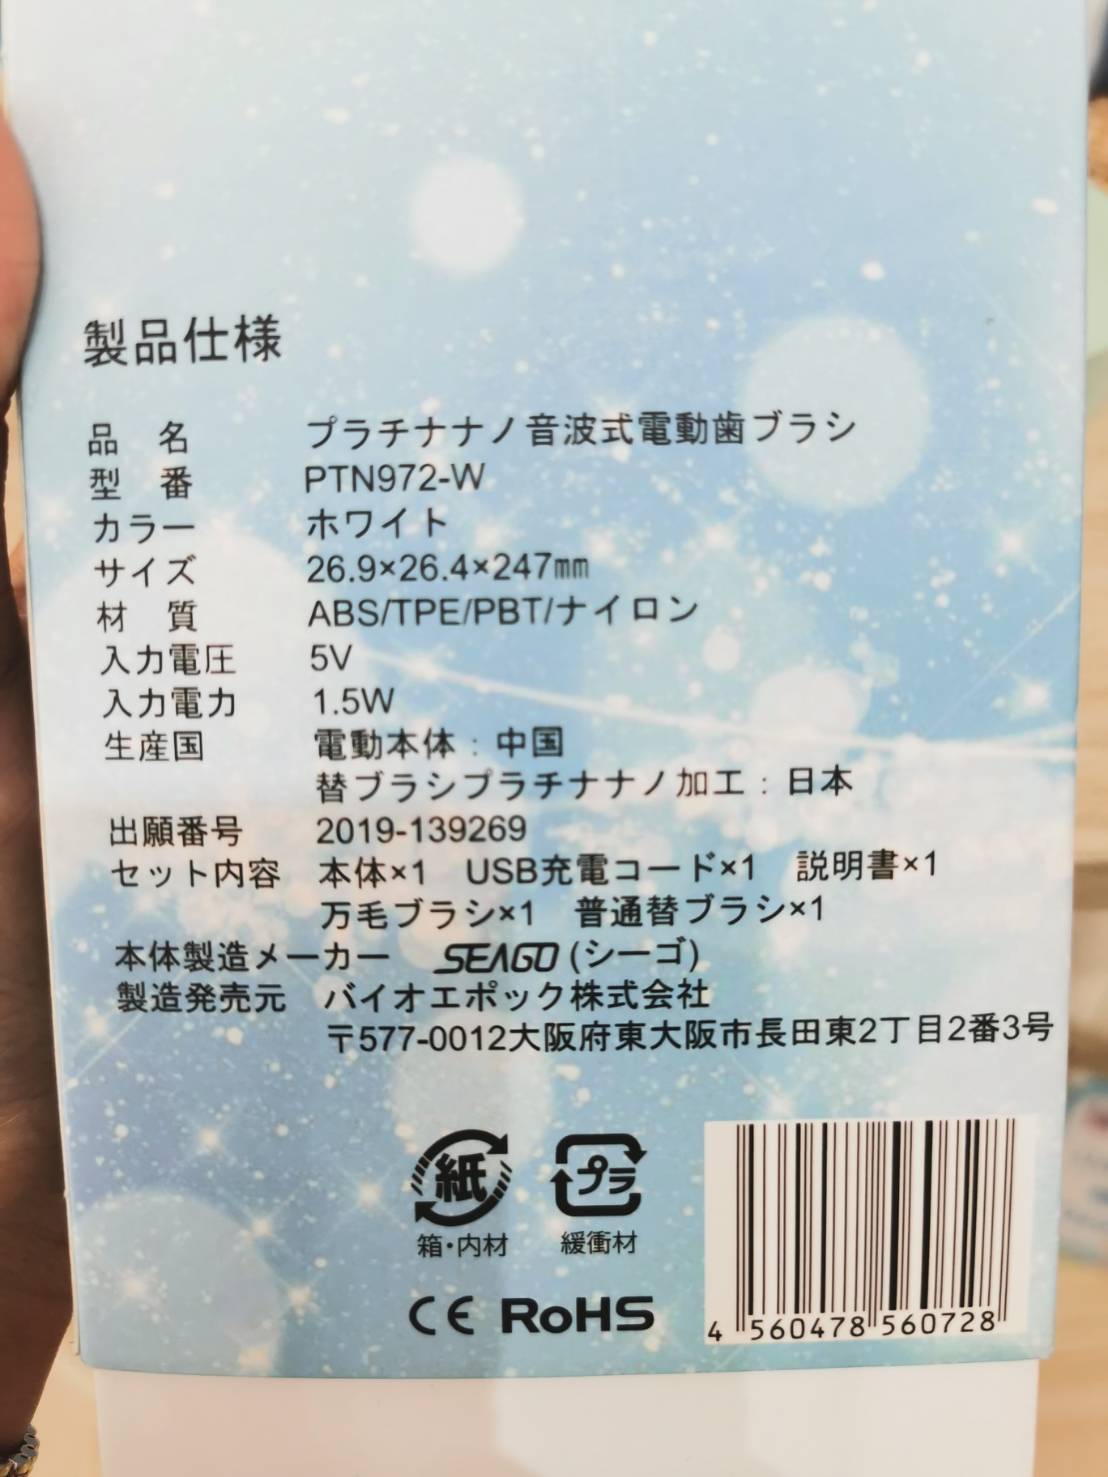 製品仕様
品 名 プラチナナノ音波式電動歯ブラシ
型 番 PTN972-W
カラー ホワイト
サイズ 26.9×26.4×247㎜
材 質 ABS/TPE/PBT/ナイロン
入力電圧 5V
入力電力 1.5W
生産国 電動本体：中国
替ブラシプラチナナノ加工：日本
出願番号 2019-139269
セット内容 本体×1 USB充電コード×1 説明書×1
万毛ブラシ×1 普通替ブラシ×1
本体製造メーカー SEAGO (シーゴ)
製造発売元 バイオエポック株式会社
〒577-0012大阪府東大阪市長田東2丁目2番3号
紙 プラ
箱・内材 緩衝材
CE RoHS
4 560478 560728